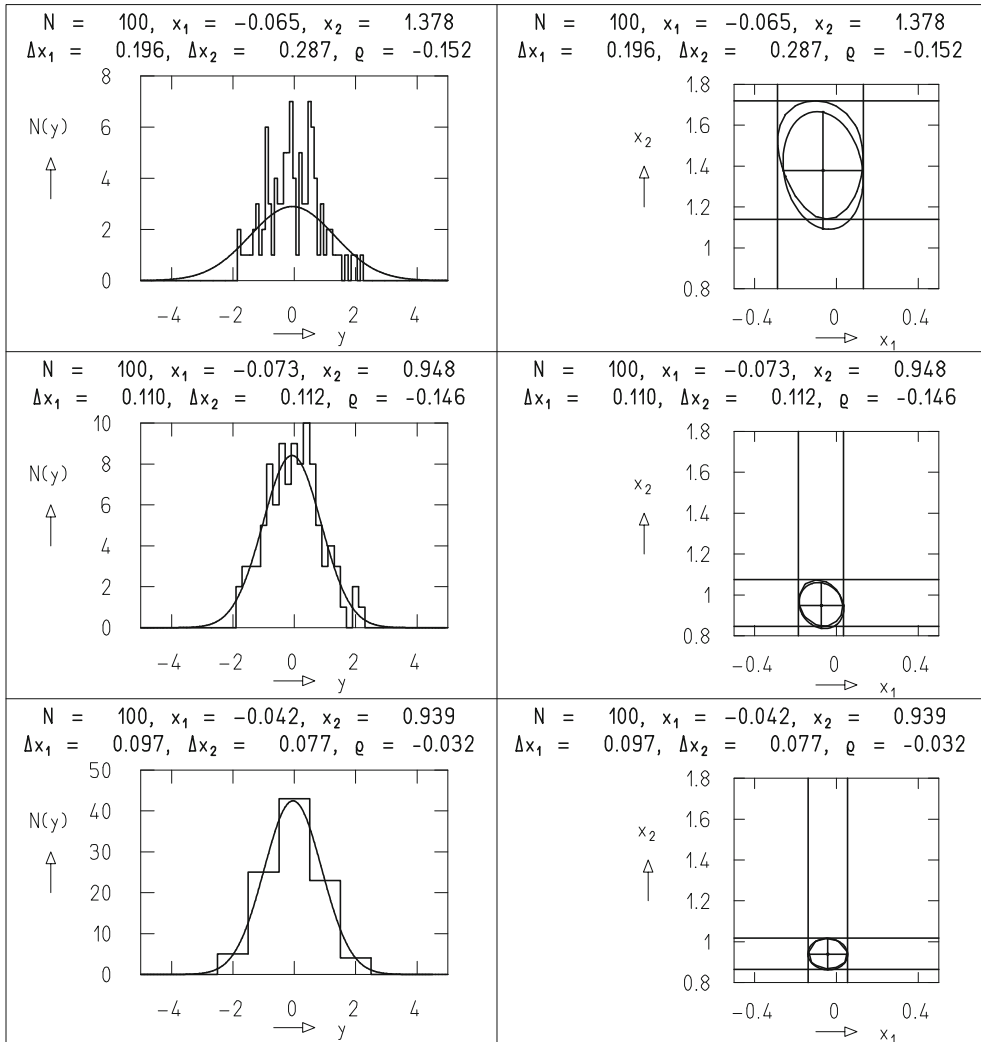 N = 100, x₁ = −0.065, x₂ = 1.378
Δx₁ = 0.196, Δx₂ = 0.287, ϱ = −0.152
8
6
4
2
0
N(y)
−4 −2 0 2 4
y
N = 100, x₁ = −0.065, x₂ = 1.378
Δx₁ = 0.196, Δx₂ = 0.287, ϱ = −0.152
1.8
1.6
1.4
1.2
1
0.8
x₂
−0.4 0 0.4
x₁
N = 100, x₁ = −0.073, x₂ = 0.948
Δx₁ = 0.110, Δx₂ = 0.112, ϱ = −0.146
10
8
6
4
2
0
N(y)
−4 −2 0 2 4
y
N = 100, x₁ = −0.073, x₂ = 0.948
Δx₁ = 0.110, Δx₂ = 0.112, ϱ = −0.146
1.8
1.6
1.4
1.2
1
0.8
x₂
−0.4 0 0.4
x₁
N = 100, x₁ = −0.042, x₂ = 0.939
Δx₁ = 0.097, Δx₂ = 0.077, ϱ = −0.032
50
40
30
20
10
0
N(y)
−4 −2 0 2 4
y
N = 100, x₁ = −0.042, x₂ = 0.939
Δx₁ = 0.097, Δx₂ = 0.077, ϱ = −0.032
1.8
1.6
1.4
1.2
1
0.8
x₂
−0.4 0 0.4
x₁